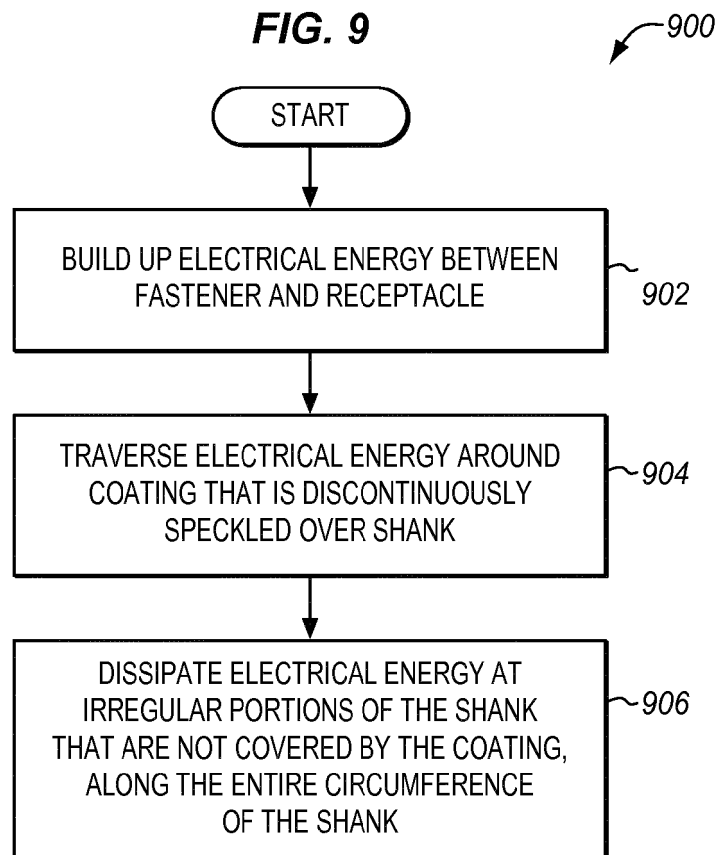 FIG. 9
900
START
BUILD UP ELECTRICAL ENERGY BETWEEN
FASTENER AND RECEPTACLE
902
TRAVERSE ELECTRICAL ENERGY AROUND
COATING THAT IS DISCONTINUOUSLY
SPECKLED OVER SHANK
904
DISSIPATE ELECTRICAL ENERGY AT
IRREGULAR PORTIONS OF THE SHANK
THAT ARE NOT COVERED BY THE COATING,
ALONG THE ENTIRE CIRCUMFERENCE
OF THE SHANK
906